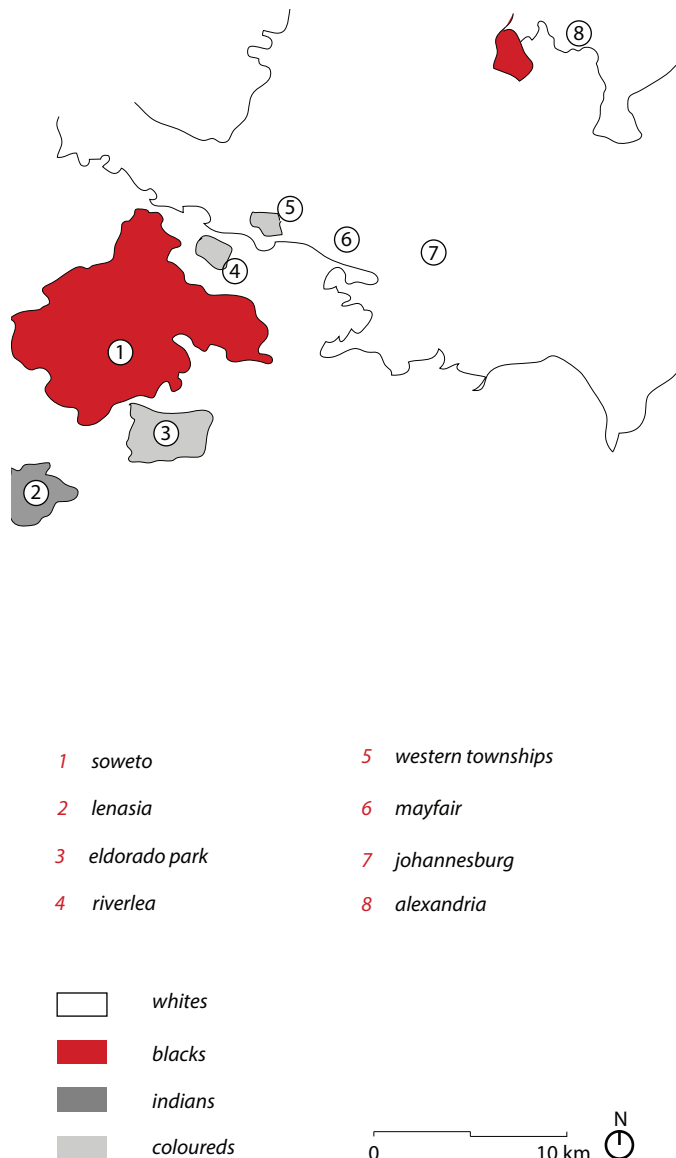 8
5
6
7
4
1
3
2
1 soweto
2 lenasia
3 eldorado park
4 riverlea
5 western townships
6 mayfair
7 johannesburg
8 alexandria
whites
blacks
indians
coloureds
0 10 km
N